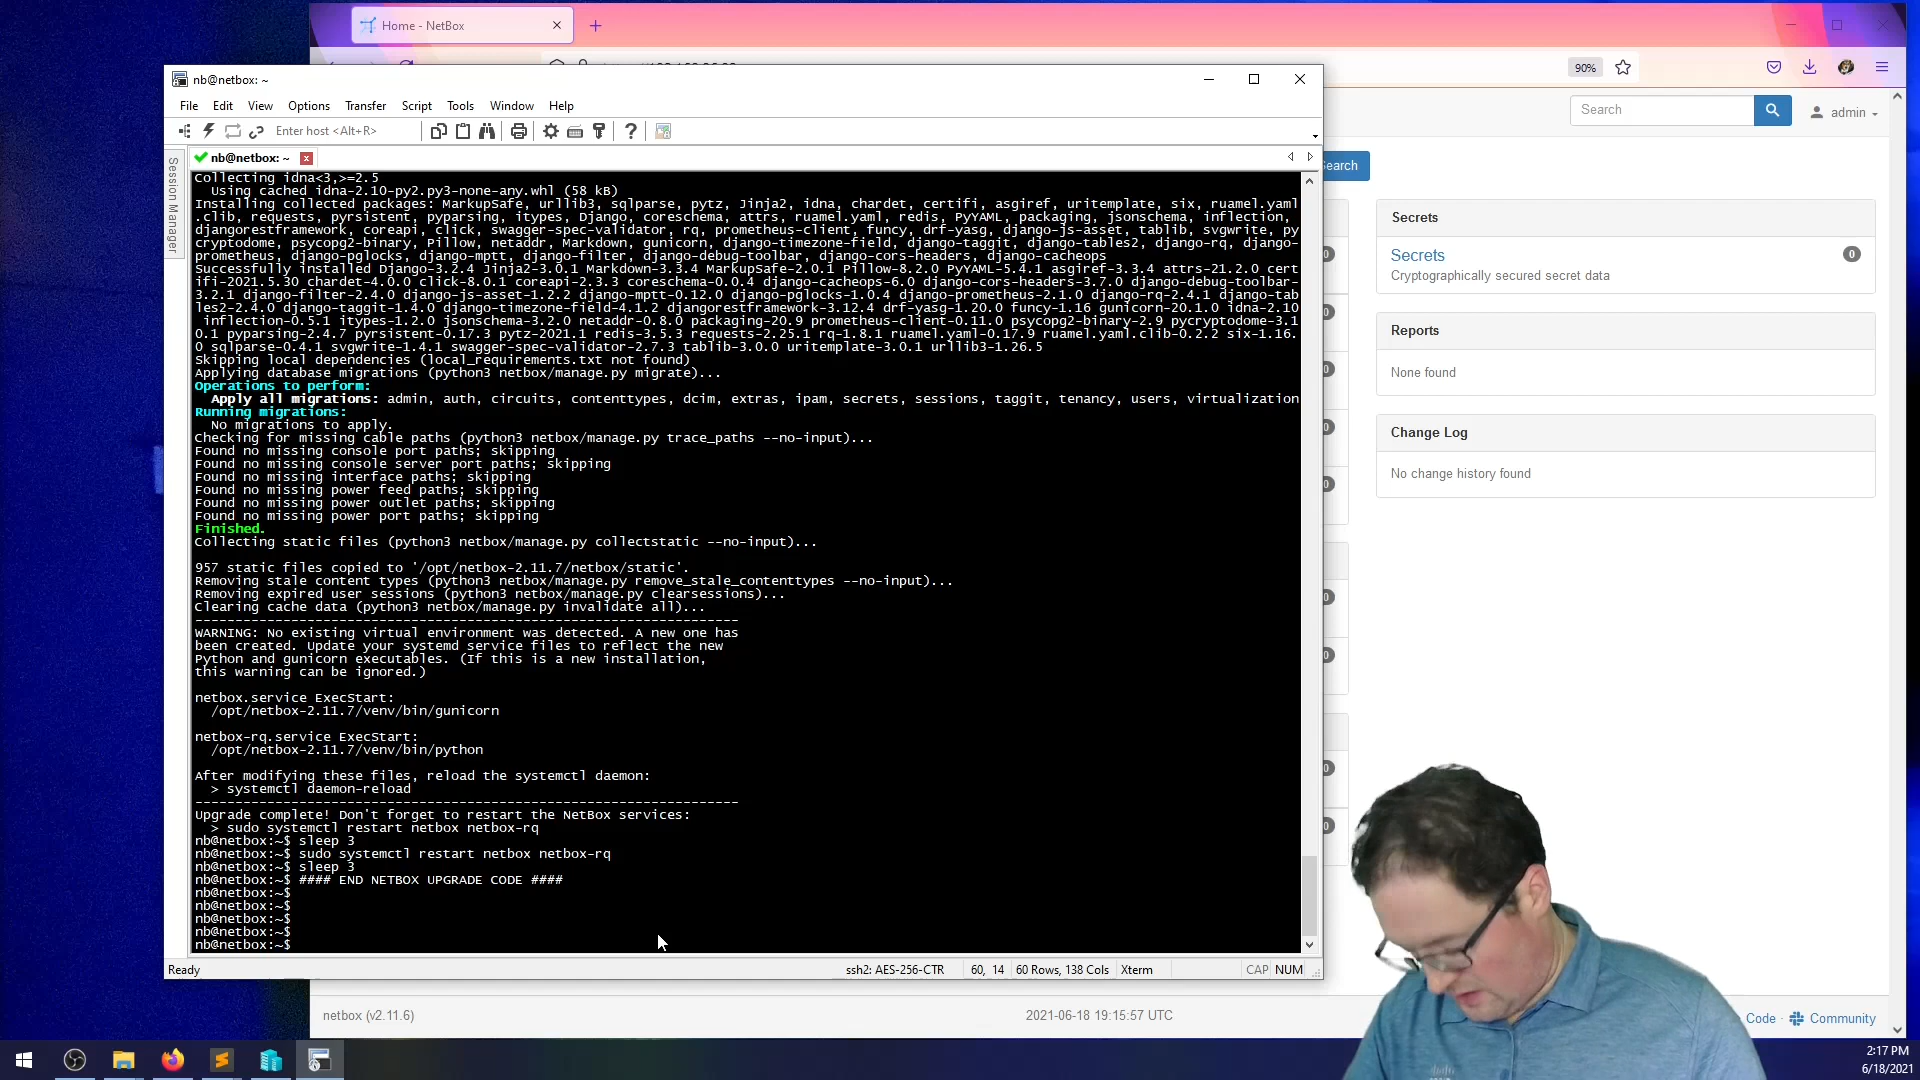 Home - NetBox
90%
Search
admin
Search
nb@netbox: ~
File Edit View Options Transfer Script Tools Window Help
Enter host <Alt+R>
Session Manager
nb@netbox: ~
Collecting idna<3,>=2.5
  Using cached idna-2.10-py2.py3-none-any.whl (58 kB)
Installing collected packages: MarkupSafe, urllib3, sqlparse, pytz, Jinja2, idna, chardet, certifi, asgiref, uritemplate, six, ruamel.yaml
.clib, requests, pyrsistent, pyparsing, itypes, Django, coreschema, attrs, ruamel.yaml, redis, PyYAML, packaging, jsonschema, inflection,
djangorestframework, coreapi, click, swagger-spec-validator, rq, prometheus-client, funcy, drf-yasg, django-js-asset, tablib, svgwrite, py
cryptodome, psycopg2-binary, Pillow, netaddr, Markdown, gunicorn, django-timezone-field, django-taggit, django-tables2, django-rq, django-
prometheus, django-pglocks, django-mptt, django-filter, django-debug-toolbar, django-cors-headers, django-cacheops
Successfully installed Django-3.2.4 Jinja2-3.0.1 Markdown-3.3.4 MarkupSafe-2.0.1 Pillow-8.2.0 PyYAML-5.4.1 asgiref-3.3.4 attrs-21.2.0 cert
ifi-2021.5.30 chardet-4.0.0 click-8.0.1 coreapi-2.3.3 coreschema-0.0.4 django-cacheops-6.0 django-cors-headers-3.7.0 django-debug-toolbar-
3.2.1 django-filter-2.4.0 django-js-asset-1.2.2 django-mptt-0.12.0 django-pglocks-1.0.4 django-prometheus-2.1.0 django-rq-2.4.1 django-tab
les2-2.4.0 django-taggit-1.4.0 django-timezone-field-4.1.2 djangorestframework-3.12.4 drf-yasg-1.20.0 funcy-1.16 gunicorn-20.1.0 idna-2.10
 inflection-0.5.1 itypes-1.2.0 jsonschema-3.2.0 netaddr-0.8.0 packaging-20.9 prometheus-client-0.11.0 psycopg2-binary-2.9 pycryptodome-3.1
0.1 pyparsing-2.4.7 pyrsistent-0.17.3 pytz-2021.1 redis-3.5.3 requests-2.25.1 rq-1.8.1 ruamel.yaml-0.17.9 ruamel.yaml.clib-0.2.2 six-1.16.
0 sqlparse-0.4.1 svgwrite-1.4.1 swagger-spec-validator-2.7.3 tablib-3.0.0 uritemplate-3.0.1 urllib3-1.26.5
Skipping local dependencies (local_requirements.txt not found)
Applying database migrations (python3 netbox/manage.py migrate)...
Operations to perform:
  Apply all migrations: admin, auth, circuits, contenttypes, dcim, extras, ipam, secrets, sessions, taggit, tenancy, users, virtualization
Running migrations:
  No migrations to apply.
Checking for missing cable paths (python3 netbox/manage.py trace_paths --no-input)...
Found no missing console port paths; skipping
Found no missing console server port paths; skipping
Found no missing interface paths; skipping
Found no missing power feed paths; skipping
Found no missing power outlet paths; skipping
Found no missing power port paths; skipping
Finished.
Collecting static files (python3 netbox/manage.py collectstatic --no-input)...
957 static files copied to '/opt/netbox-2.11.7/netbox/static'.
Removing stale content types (python3 netbox/manage.py remove_stale_contenttypes --no-input)...
Removing expired user sessions (python3 netbox/manage.py clearsessions)...
Clearing cache data (python3 netbox/manage.py invalidate all)...
--------------------------------------------------------------------
WARNING: No existing virtual environment was detected. A new one has
been created. Update your systemd service files to reflect the new
Python and gunicorn executables. (If this is a new installation,
this warning can be ignored.)
netbox.service ExecStart:
  /opt/netbox-2.11.7/venv/bin/gunicorn
netbox-rq.service ExecStart:
  /opt/netbox-2.11.7/venv/bin/python
After modifying these files, reload the systemctl daemon:
  > systemctl daemon-reload
--------------------------------------------------------------------
Upgrade complete! Don't forget to restart the NetBox services:
  > sudo systemctl restart netbox netbox-rq
nb@netbox:~$ sleep 3
nb@netbox:~$ sudo systemctl restart netbox netbox-rq
nb@netbox:~$ sleep 3
nb@netbox:~$ #### END NETBOX UPGRADE CODE ####
nb@netbox:~$
nb@netbox:~$
nb@netbox:~$
nb@netbox:~$
nb@netbox:~$
Ready
ssh2: AES-256-CTR 60, 14 60 Rows, 138 Cols Xterm CAP NUM
Secrets
Secrets 0
Cryptographically secured secret data
Reports
None found
Change Log
No change history found
netbox (v2.11.6)
2021-06-18 19:15:57 UTC
Code · Community
2:17 PM
6/18/2021